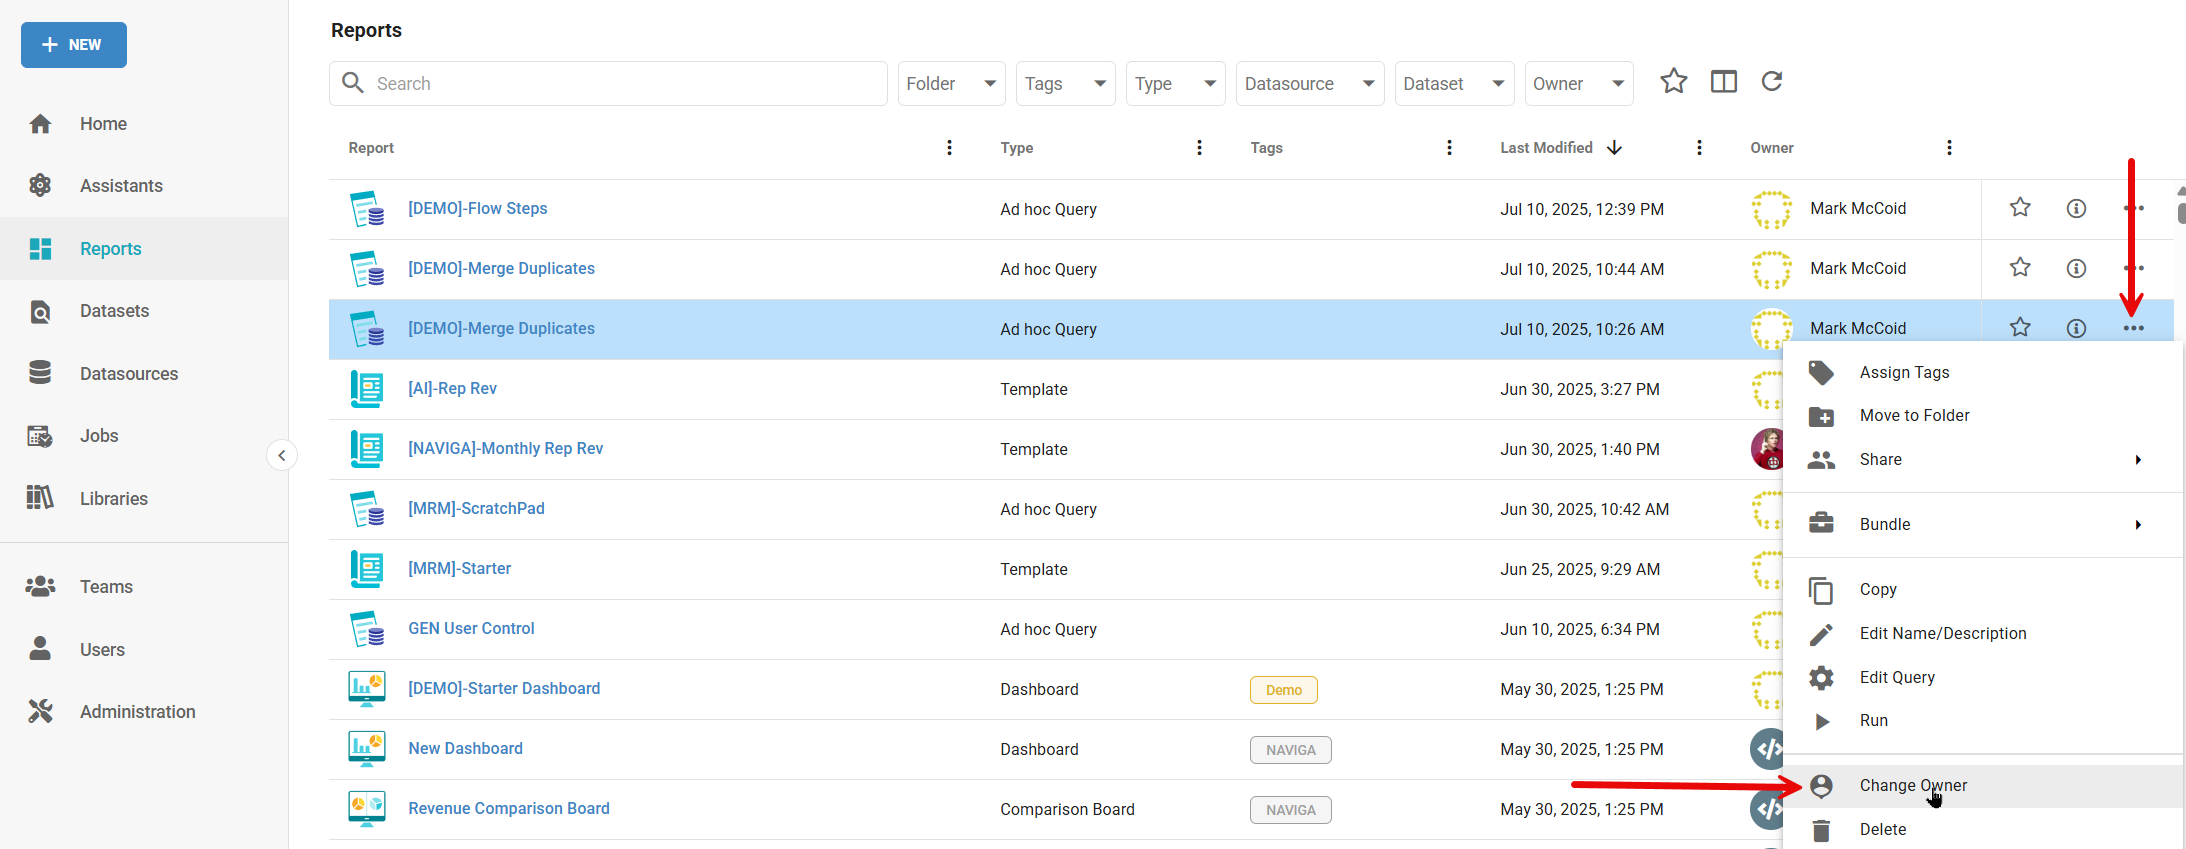 NEW
Home
Assistants
Reports
Datasets
Datasources
Jobs
Libraries
Teams
Users
Administration
Reports
Search
Folder
Tags
Type
Datasource
Dataset
Owner
Report Type Tags Last Modified Owner
[DEMO]-Flow Steps Ad hoc Query Jul 10, 2025, 12:39 PM Mark McCoid
[DEMO]-Merge Duplicates Ad hoc Query Jul 10, 2025, 10:44 AM Mark McCoid
[DEMO]-Merge Duplicates Ad hoc Query Jul 10, 2025, 10:26 AM Mark McCoid
[AI]-Rep Rev Template Jun 30, 2025, 3:27 PM
[NAVIGA]-Monthly Rep Rev Template Jun 30, 2025, 1:40 PM
[MRM]-ScratchPad Ad hoc Query Jun 30, 2025, 10:42 AM
[MRM]-Starter Template Jun 25, 2025, 9:29 AM
GEN User Control Ad hoc Query Jun 10, 2025, 6:34 PM
[DEMO]-Starter Dashboard Dashboard Demo May 30, 2025, 1:25 PM
New Dashboard Dashboard NAVIGA May 30, 2025, 1:25 PM
Revenue Comparison Board Comparison Board NAVIGA May 30, 2025, 1:25 PM
Assign Tags
Move to Folder
Share
Bundle
Copy
Edit Name/Description
Edit Query
Run
Change Owner
Delete